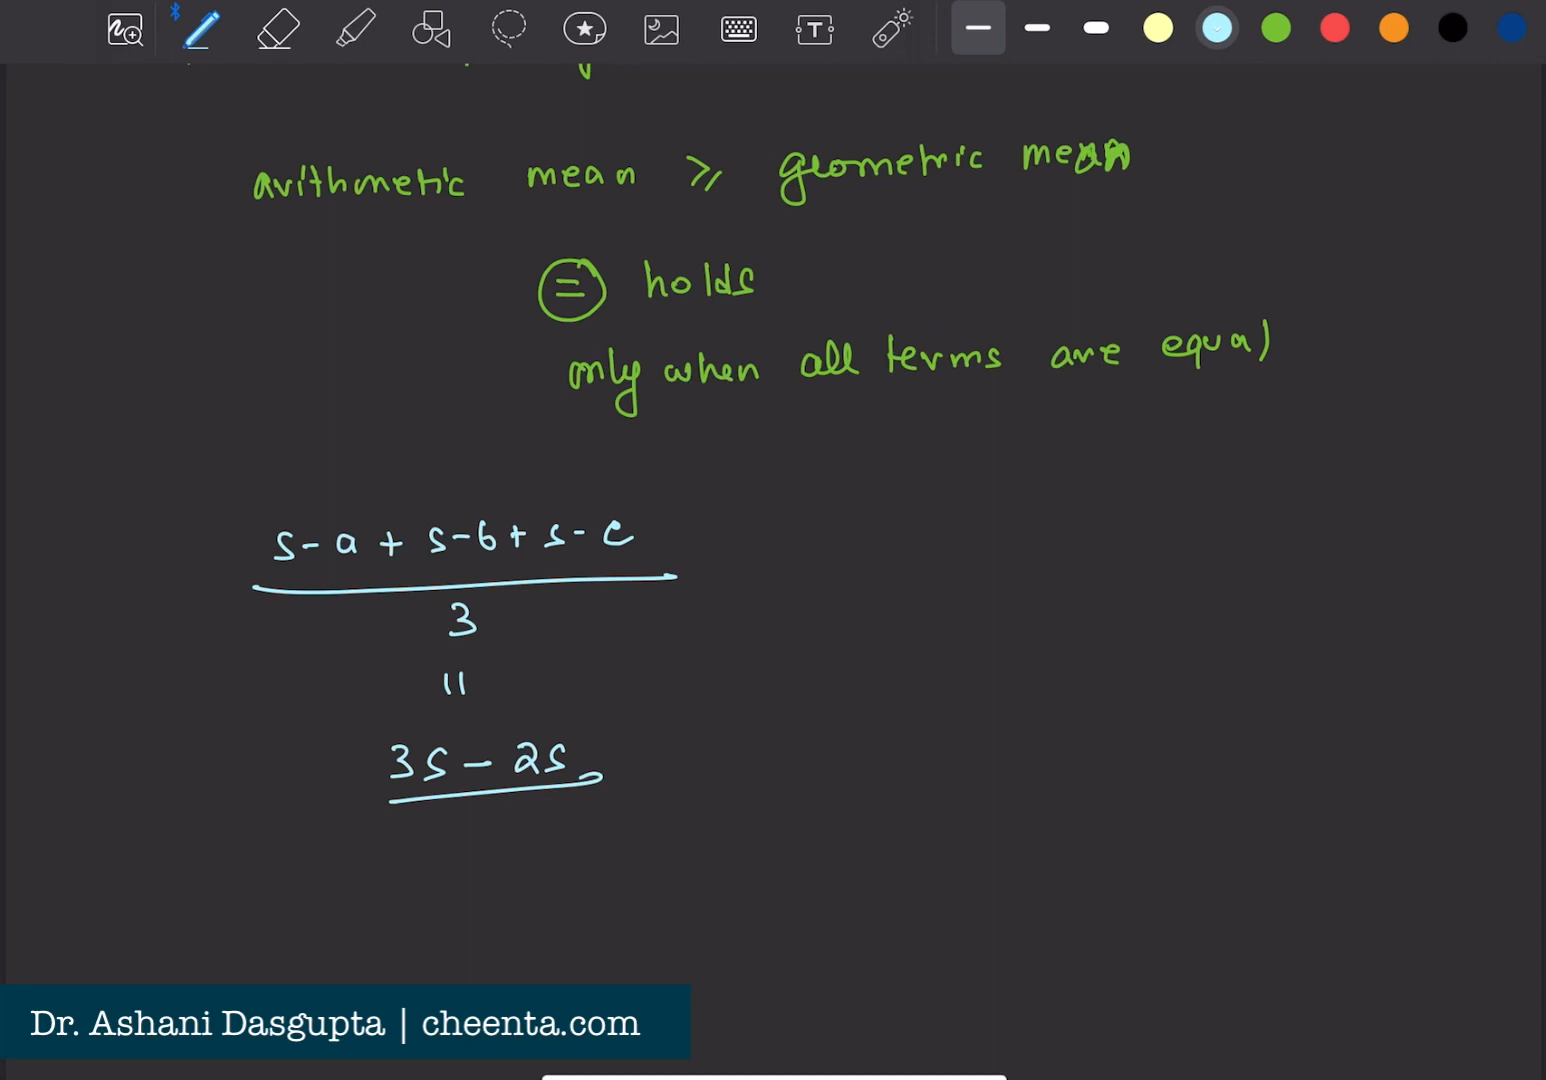 arithmetic mean ⩾ geometric mean
= holds
only when all terms are equal
s-a + s-b + s-c
3
=
3s - 2s
Dr. Ashani Dasgupta | cheenta.com